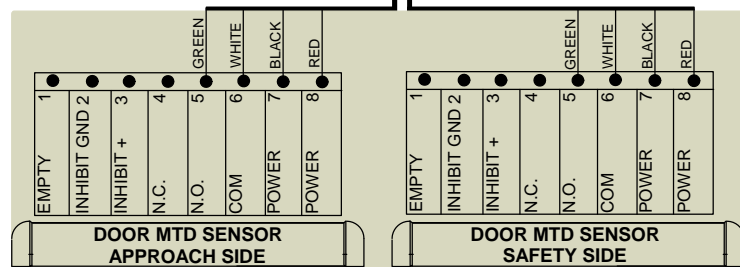 GREEN
WHITE
BLACK
RED
EMPTY 1
INHIBIT GND 2
INHIBIT + 3
N.C. 4
N.O. 5
COM 6
POWER 7
POWER 8
DOOR MTD SENSOR
APPROACH SIDE
GREEN
WHITE
BLACK
RED
EMPTY 1
INHIBIT GND 2
INHIBIT + 3
N.C. 4
N.O. 5
COM 6
POWER 7
POWER 8
DOOR MTD SENSOR
SAFETY SIDE